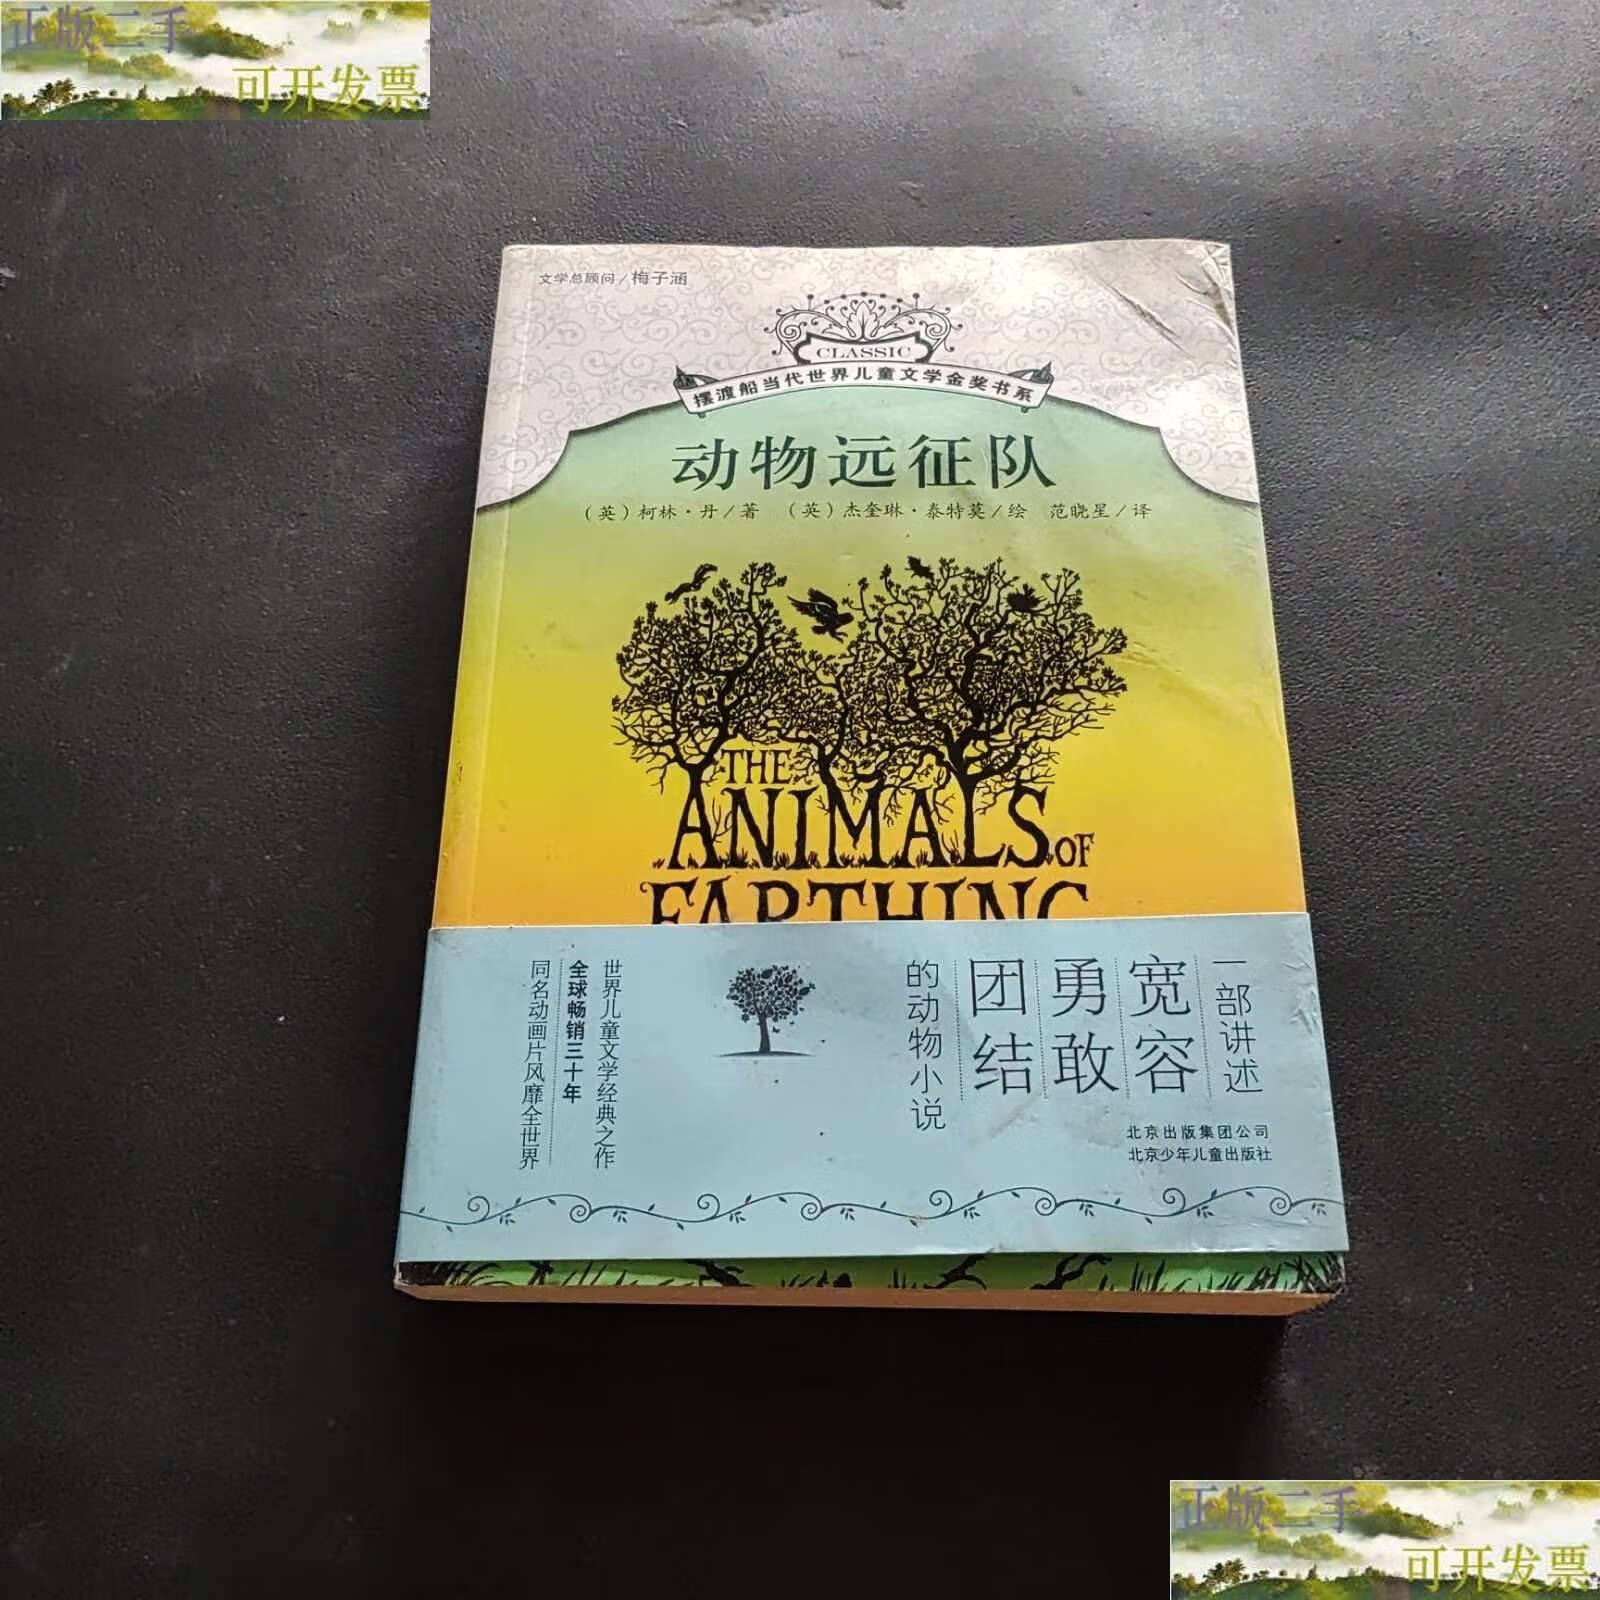 正版二手
可开发票
文学总顾问/梅子涵
CLASSIC
摆渡船当代世界儿童文学金奖书系
动物远征队
（英）柯林·丹/著 （英）杰奎琳·泰特莫/绘 范晓星/译
THE
ANIMALS OF
FARTHING
一部讲述
宽容
勇敢
团结
的动物小说
世界儿童文学经典之作
全球畅销三十年
同名动画片风靡全世界
北京出版集团公司
北京少年儿童出版社
正版二手
可开发票